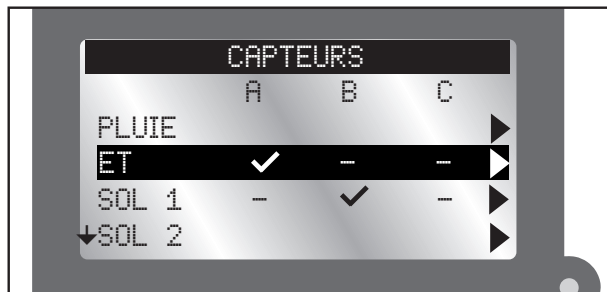 CAPTEURS
A B C
PLUIE
ET ✓ – –
SOL 1 – ✓ –
SOL 2